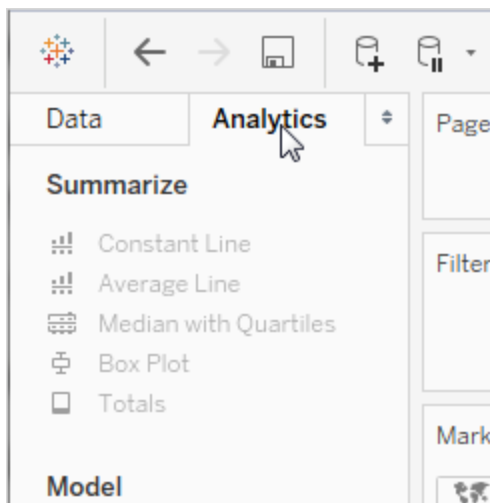 Data
Analytics
Page
Summarize
Constant Line
Average Line
Median with Quartiles
Box Plot
Totals
Filter
Mark
Model